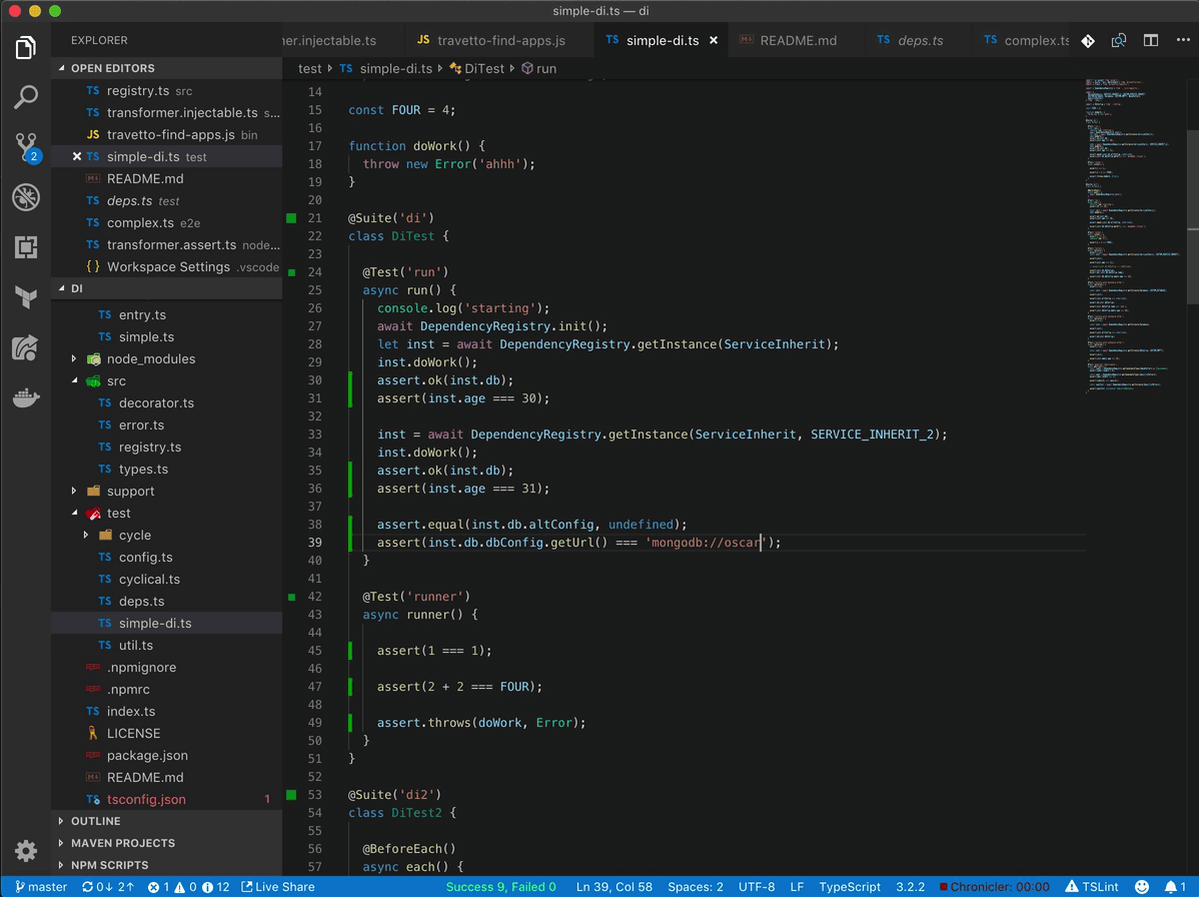 simple-di.ts — di
EXPLORER
OPEN EDITORS
TS registry.ts src
TS transformer.injectable.ts s...
JS travetto-find-apps.js bin
TS simple-di.ts test
README.md
TS deps.ts test
TS complex.ts e2e
TS transformer.assert.ts node...
{ } Workspace Settings .vscode
DI
TS entry.ts
TS simple.ts
node_modules
src
TS decorator.ts
TS error.ts
TS registry.ts
TS types.ts
support
test
cycle
TS config.ts
TS cyclical.ts
TS deps.ts
TS simple-di.ts
TS util.ts
.npmignore
.npmrc
TS index.ts
LICENSE
package.json
README.md
TS tsconfig.json 1
OUTLINE
MAVEN PROJECTS
NPM SCRIPTS
2
ner.injectable.ts
JS travetto-find-apps.js
TS simple-di.ts
README.md
TS deps.ts
TS complex.ts
test TS simple-di.ts DiTest run
14
15 const FOUR = 4;
16
17 function doWork() {
18 throw new Error('ahhh');
19 }
20
21 @Suite('di')
22 class DiTest {
23
24 @Test('run')
25 async run() {
26 console.log('starting');
27 await DependencyRegistry.init();
28 let inst = await DependencyRegistry.getInstance(ServiceInherit);
29 inst.doWork();
30 assert.ok(inst.db);
31 assert(inst.age === 30);
32
33 inst = await DependencyRegistry.getInstance(ServiceInherit, SERVICE_INHERIT_2);
34 inst.doWork();
35 assert.ok(inst.db);
36 assert(inst.age === 31);
37
38 assert.equal(inst.db.altConfig, undefined);
39 assert(inst.db.dbConfig.getUrl() === 'mongodb://oscar');
40 }
41
42 @Test('runner')
43 async runner() {
44
45 assert(1 === 1);
46
47 assert(2 + 2 === FOUR);
48
49 assert.throws(doWork, Error);
50 }
51 }
52
53 @Suite('di2')
54 class DiTest2 {
55
56 @BeforeEach()
57 async each() {
master 0↓ 2↑ 1 0 12 Live Share Success 9, Failed 0 Ln 39, Col 58 Spaces: 2 UTF-8 LF TypeScript 3.2.2 Chronicler: 00:00 TSLint 1